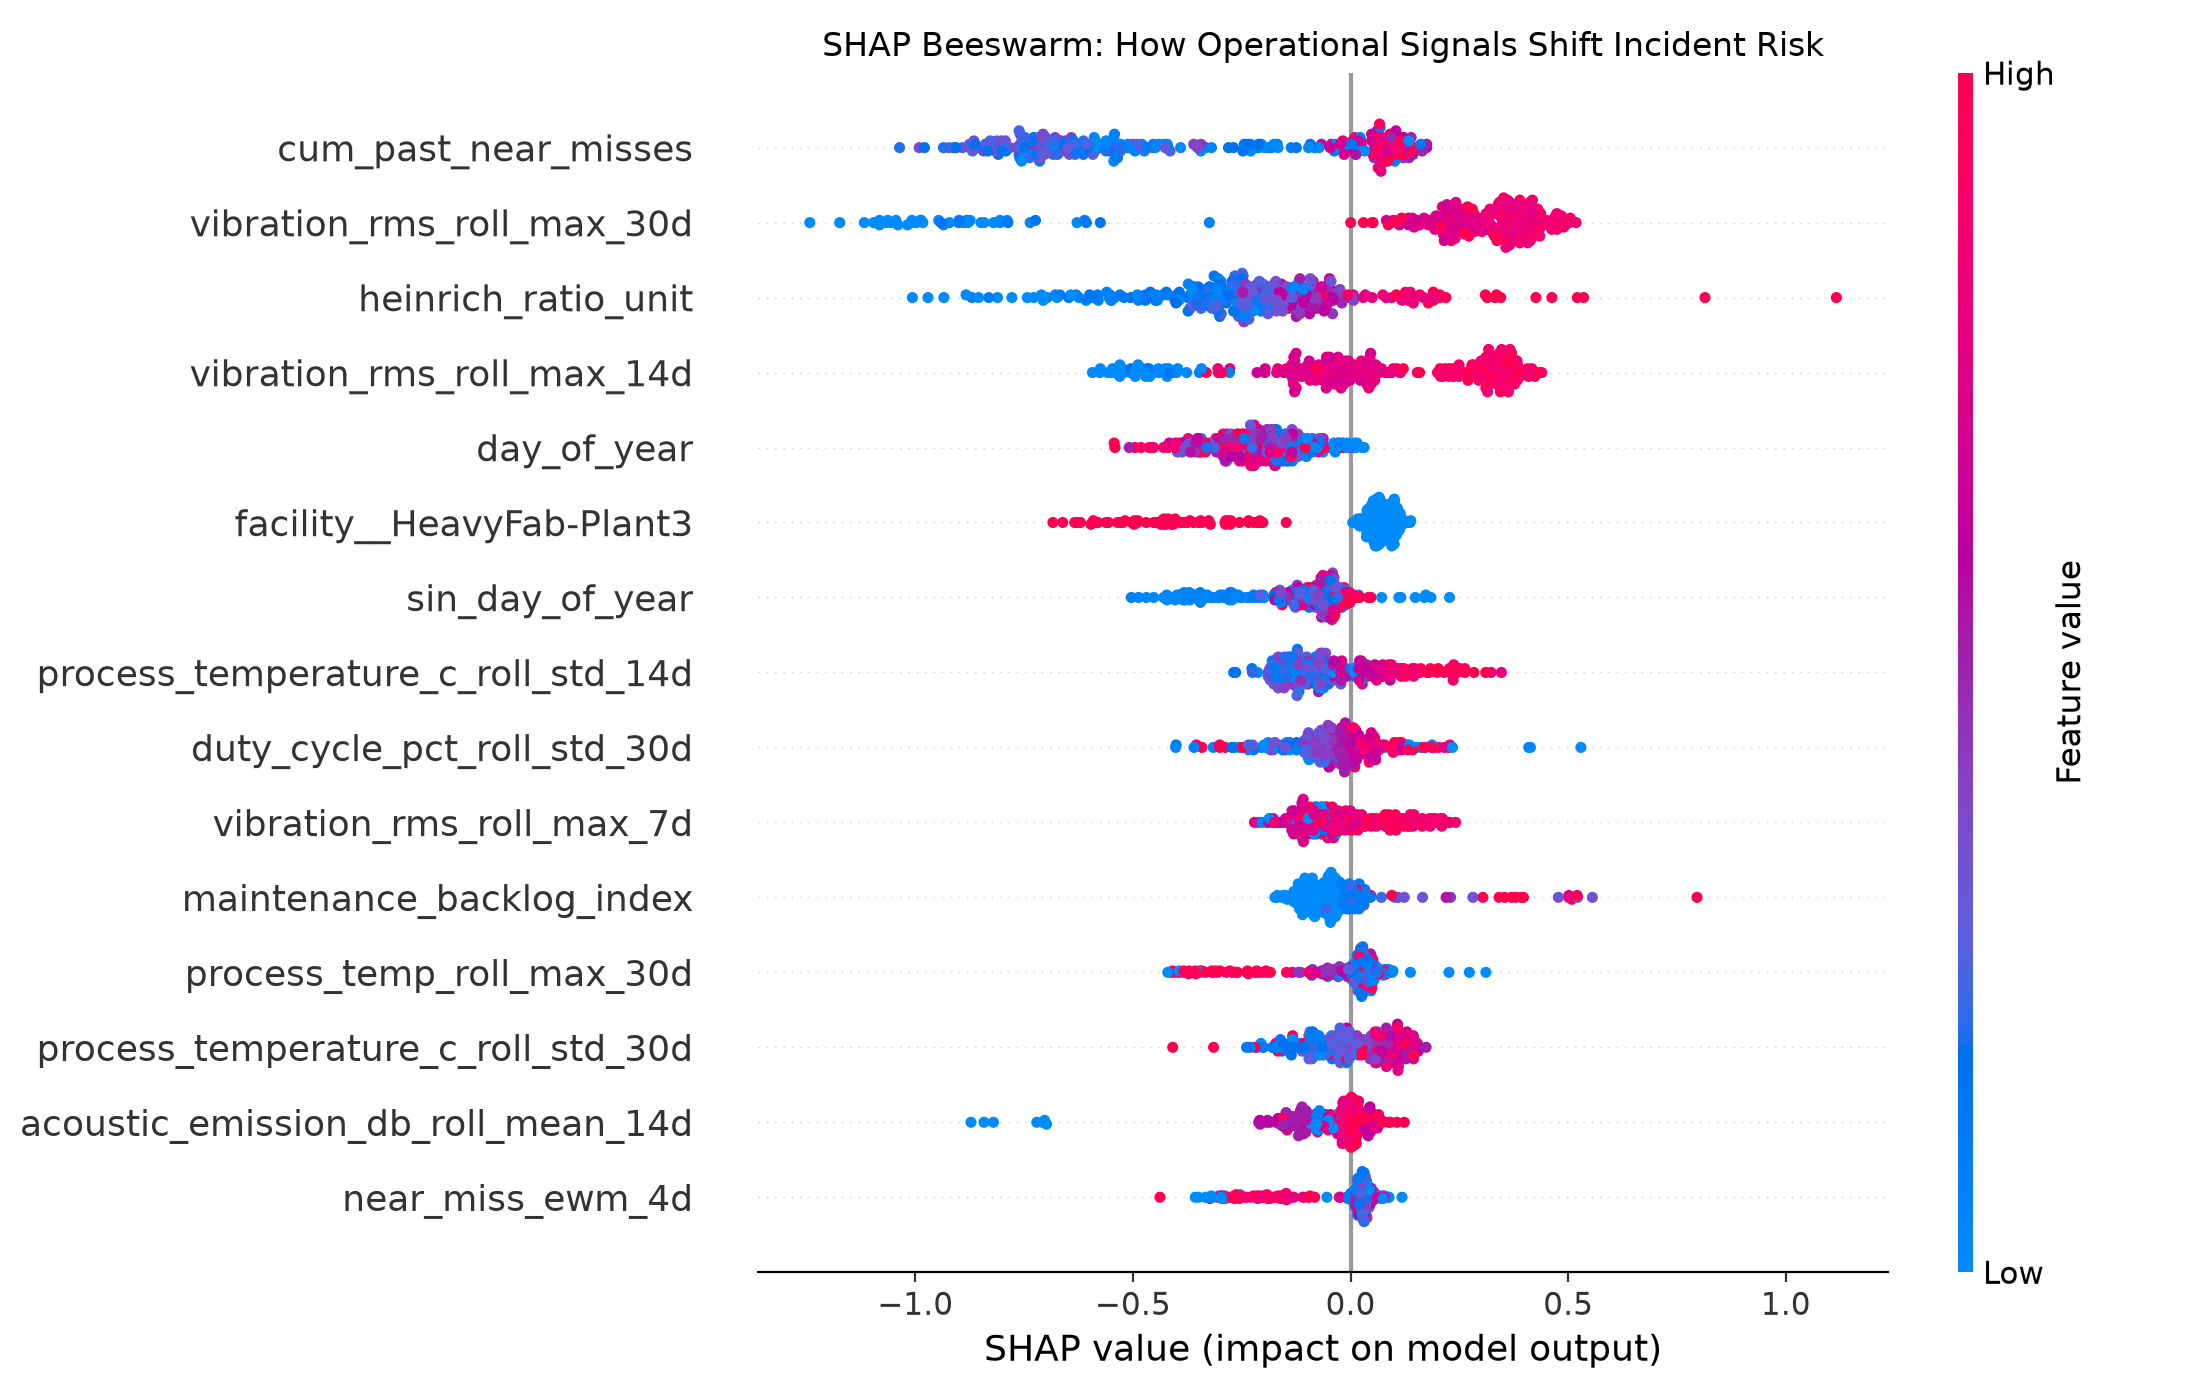 SHAP Beeswarm: How Operational Signals Shift Incident Risk
High
cum_past_near_misses
vibration_rms_roll_max_30d
heinrich_ratio_unit
vibration_rms_roll_max_14d
day_of_year
facility__HeavyFab-Plant3
sin_day_of_year
process_temperature_c_roll_std_14d
duty_cycle_pct_roll_std_30d
vibration_rms_roll_max_7d
maintenance_backlog_index
process_temp_roll_max_30d
process_temperature_c_roll_std_30d
acoustic_emission_db_roll_mean_14d
near_miss_ewm_4d
Feature value
Low
−1.0 −0.5 0.0 0.5 1.0
SHAP value (impact on model output)